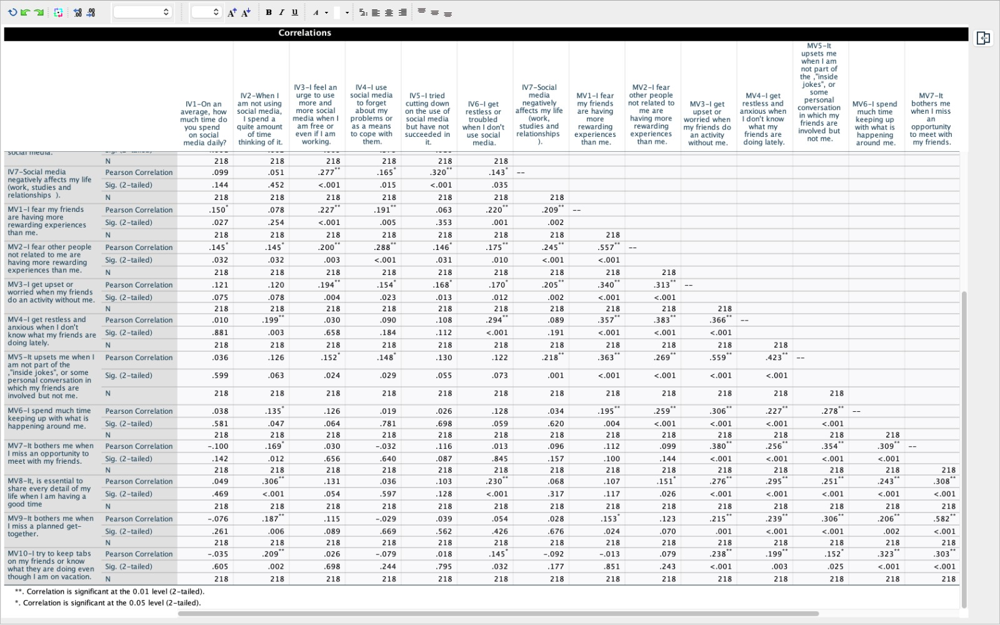 B I U A
Correlations
IV1-On an average, how much time do you spend on social media daily?
IV2-When I am not using social media, I spend a quite amount of time thinking of it.
IV3-I feel an urge to use more and more social media when I am free or even if I am working.
IV4-I use social media to forget about my problems or as a means to cope with them.
IV5-I tried cutting down on the use of social media but have not succeeded in it.
IV6-I get restless or troubled when I don't use social media.
IV7-Social media negatively affects my life (work, studies and relationships ).
MV1-I fear my friends are having more rewarding experiences than me.
MV2-I fear other people not related to me are having more rewarding experiences than me.
MV3-I get upset or worried when my friends do an activity without me.
MV4-I get restless and anxious when I don't know what my friends are doing lately.
MV5-It upsets me when I am not part of the ,"inside jokes", or some personal conversation in which my friends are involved but not me.
MV6-I spend much time keeping up with what is happening around me.
MV7-It bothers me when I miss an opportunity to meet with my friends.
social media.
N 218 218 218 218 218 218
IV7-Social media negatively affects my life (work, studies and relationships ).
Pearson Correlation .099 .051 .277** .165* .320** .143* --
Sig. (2-tailed) .144 .452 <.001 .015 <.001 .035
N 218 218 218 218 218 218 218
MV1-I fear my friends are having more rewarding experiences than me.
Pearson Correlation .150* .078 .227** .191** .063 .220** .209** --
Sig. (2-tailed) .027 .254 <.001 .005 .353 .001 .002
N 218 218 218 218 218 218 218 218
MV2-I fear other people not related to me are having more rewarding experiences than me.
Pearson Correlation .145* .145* .200** .288** .146* .175** .245** .557** --
Sig. (2-tailed) .032 .032 .003 <.001 .031 .010 <.001 <.001
N 218 218 218 218 218 218 218 218 218
MV3-I get upset or worried when my friends do an activity without me.
Pearson Correlation .121 .120 .194** .154* .168* .170* .205** .340** .313** --
Sig. (2-tailed) .075 .078 .004 .023 .013 .012 .002 <.001 <.001
N 218 218 218 218 218 218 218 218 218 218
MV4-I get restless and anxious when I don't know what my friends are doing lately.
Pearson Correlation .010 .199** .030 .090 .108 .294** .089 .357** .383** .366** --
Sig. (2-tailed) .881 .003 .658 .184 .112 <.001 .191 <.001 <.001 <.001
N 218 218 218 218 218 218 218 218 218 218 218
MV5-It upsets me when I am not part of the ,"inside jokes", or some personal conversation in which my friends are involved but not me.
Pearson Correlation .036 .126 .152* .148* .130 .122 .218** .363** .269** .559** .423** --
Sig. (2-tailed) .599 .063 .024 .029 .055 .073 .001 <.001 <.001 <.001 <.001
N 218 218 218 218 218 218 218 218 218 218 218 218
MV6-I spend much time keeping up with what is happening around me.
Pearson Correlation .038 .135* .126 .019 .026 .128 .034 .195** .259** .306** .227** .278** --
Sig. (2-tailed) .581 .047 .064 .781 .698 .059 .620 .004 <.001 <.001 <.001 <.001
N 218 218 218 218 218 218 218 218 218 218 218 218 218
MV7-It bothers me when I miss an opportunity to meet with my friends.
Pearson Correlation -.100 .169* .030 -.032 .116 .013 .096 .112 .099 .380** .256** .354** .309** --
Sig. (2-tailed) .142 .012 .656 .640 .087 .845 .157 .100 .144 <.001 <.001 <.001 <.001
N 218 218 218 218 218 218 218 218 218 218 218 218 218 218
MV8-It, is essential to share every detail of my life when I am having a good time
Pearson Correlation .049 .306** .131 .036 .103 .230** .068 .107 .151* .276** .295** .251** .243** .308**
Sig. (2-tailed) .469 <.001 .054 .597 .128 <.001 .317 .117 .026 <.001 <.001 <.001 <.001 <.001
N 218 218 218 218 218 218 218 218 218 218 218 218 218 218
MV9-It bothers me when I miss a planned get-together.
Pearson Correlation -.076 .187** .115 -.029 .039 .054 .028 .153* .123 .215** .239** .306** .206** .582**
Sig. (2-tailed) .261 .006 .089 .669 .562 .426 .676 .024 .070 .001 <.001 <.001 .002 <.001
N 218 218 218 218 218 218 218 218 218 218 218 218 218 218
MV10-I try to keep tabs on my friends or know what they are doing even though I am on vacation.
Pearson Correlation -.035 .209** .026 -.079 .018 .145* -.092 -.013 .079 .238** .199** .152* .323** .303**
Sig. (2-tailed) .605 .002 .698 .244 .795 .032 .177 .851 .243 <.001 .003 .025 <.001 <.001
N 218 218 218 218 218 218 218 218 218 218 218 218 218 218
**. Correlation is significant at the 0.01 level (2-tailed).
*. Correlation is significant at the 0.05 level (2-tailed).